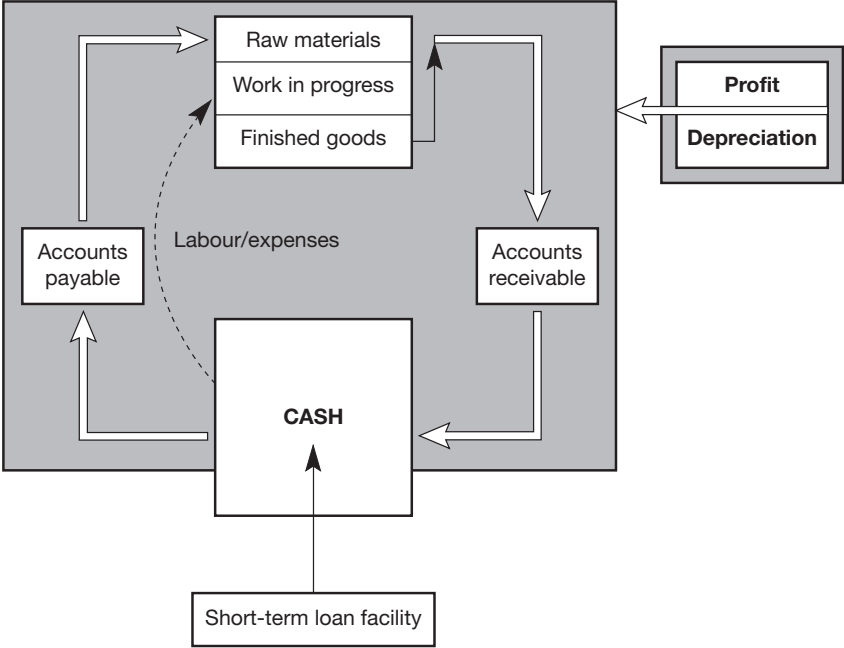 Raw materials
Work in progress
Finished goods
Profit
Depreciation
Labour/expenses
Accounts
payable
Accounts
receivable
CASH
Short-term loan facility